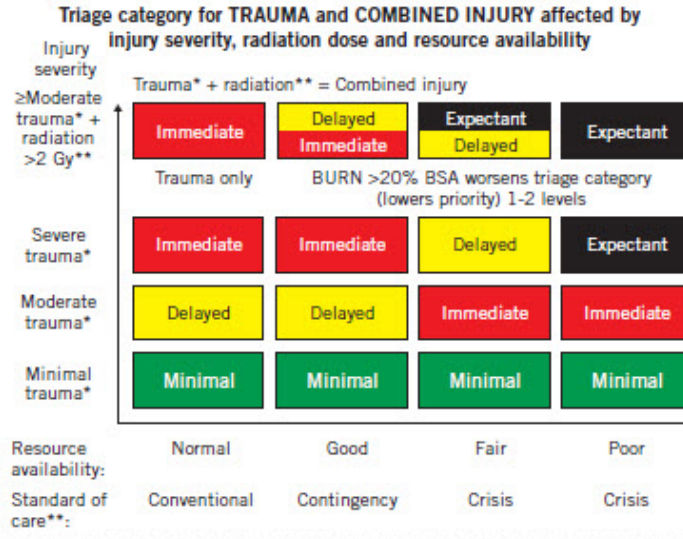 Triage category for TRAUMA and COMBINED INJURY affected by
injury severity, radiation dose and resource availability
Injury
severity
Trauma* + radiation** = Combined injury
≥Moderate
trauma* +
radiation
>2 Gy**
Immediate
Delayed
Immediate
Expectant
Delayed
Expectant
Trauma only
BURN >20% BSA worsens triage category
(lowers priority) 1-2 levels
Severe
trauma*
Immediate
Immediate
Delayed
Expectant
Moderate
trauma*
Delayed
Delayed
Immediate
Immediate
Minimal
trauma*
Minimal
Minimal
Minimal
Minimal
Resource
availability:
Normal
Good
Fair
Poor
Standard of
care**:
Conventional
Contingency
Crisis
Crisis